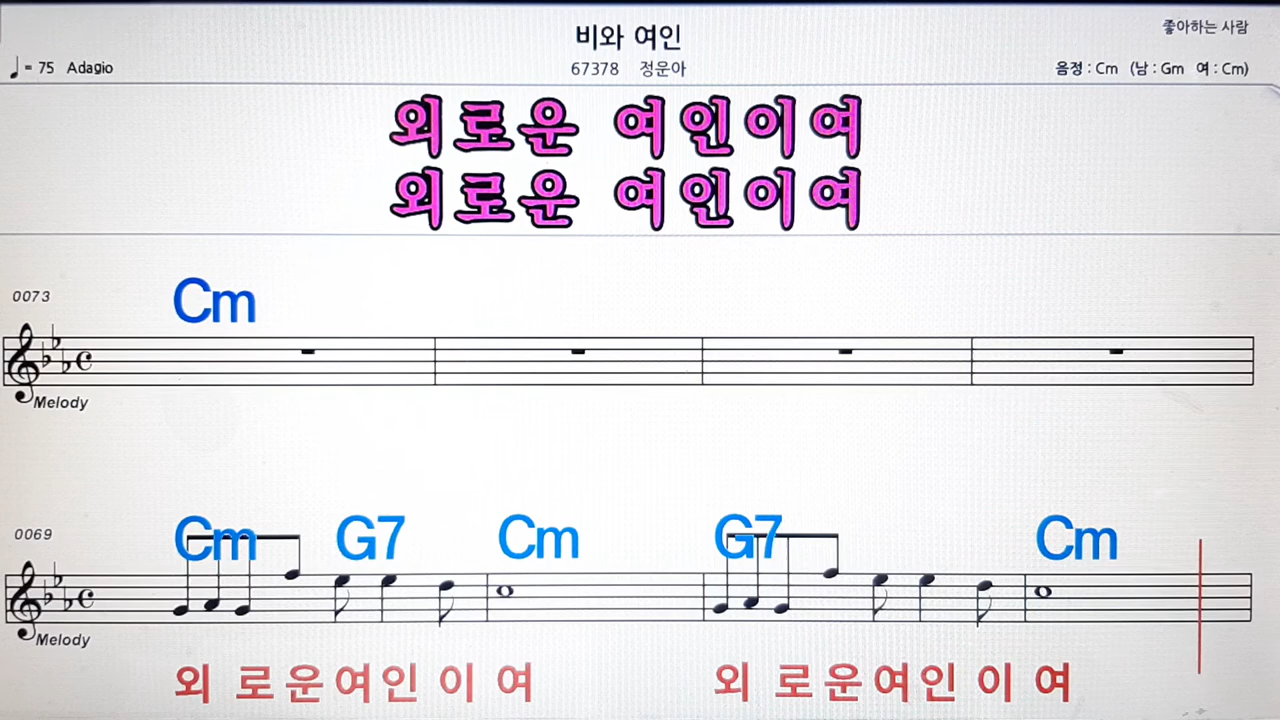 비와 여인
좋아하는 사람
♩ = 75 Adagio
67378 정운아
음정 : Cm (남 : Gm 여 : Cm)
외로운 여인이여
외로운 여인이여
0073
Cm
Melody
0069
Cm G7 Cm G7 Cm
Melody
외 로운여인 이 여 외 로운여인 이 여